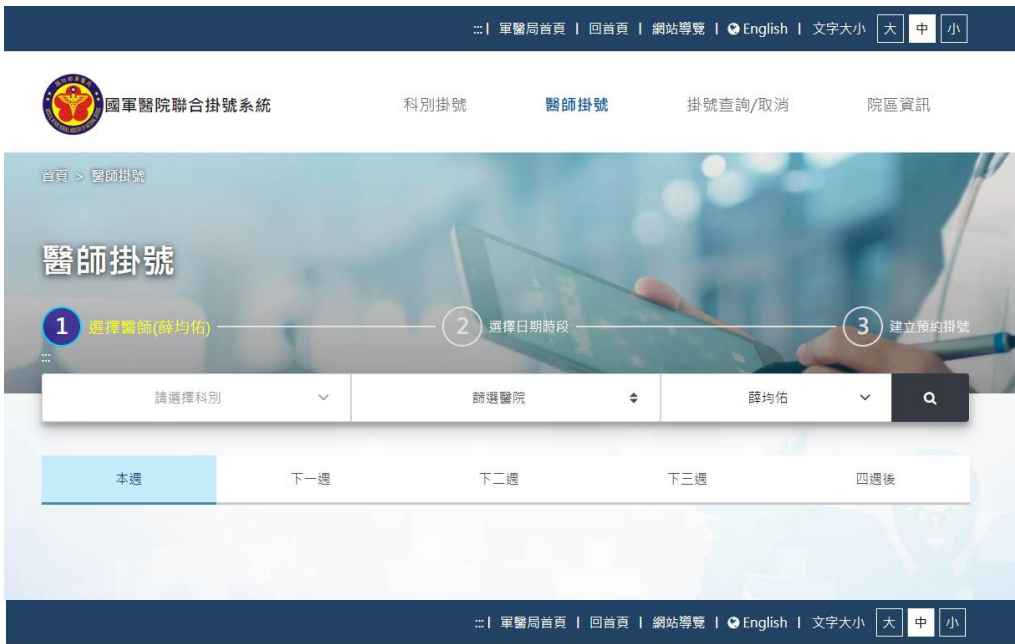 :::| 軍醫局首頁 | 回首頁 | 網站導覽 | English | 文字大小 大 中 小
國軍醫院聯合掛號系統 科別掛號 醫師掛號 掛號查詢/取消 院區資訊
首頁 > 醫師掛號
醫師掛號
1 選擇醫師(薛均佑) 2 選擇日期時段 3 建立預約掛號
:::
請選擇科別 篩選醫院 薛均佑
本週 下一週 下二週 下三週 四週後
:::| 軍醫局首頁 | 回首頁 | 網站導覽 | English | 文字大小 大 中 小